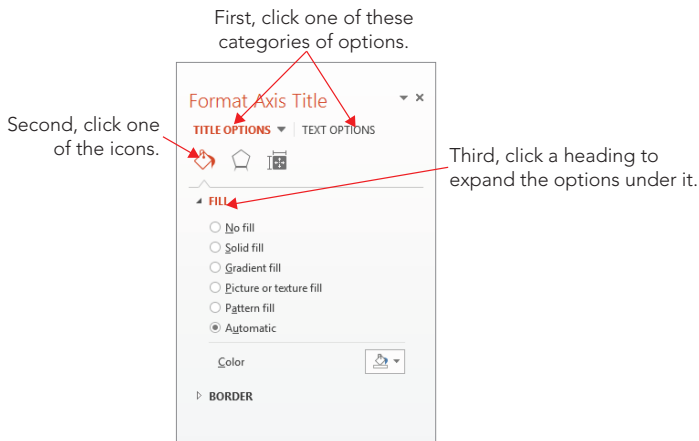 First, click one of these
categories of options.
Format Axis Title
TITLE OPTIONS
TEXT OPTIONS
Second, click one
of the icons.
Third, click a heading to
expand the options under it.
FILL
No fill
Solid fill
Gradient fill
Picture or texture fill
Pattern fill
Automatic
Color
BORDER